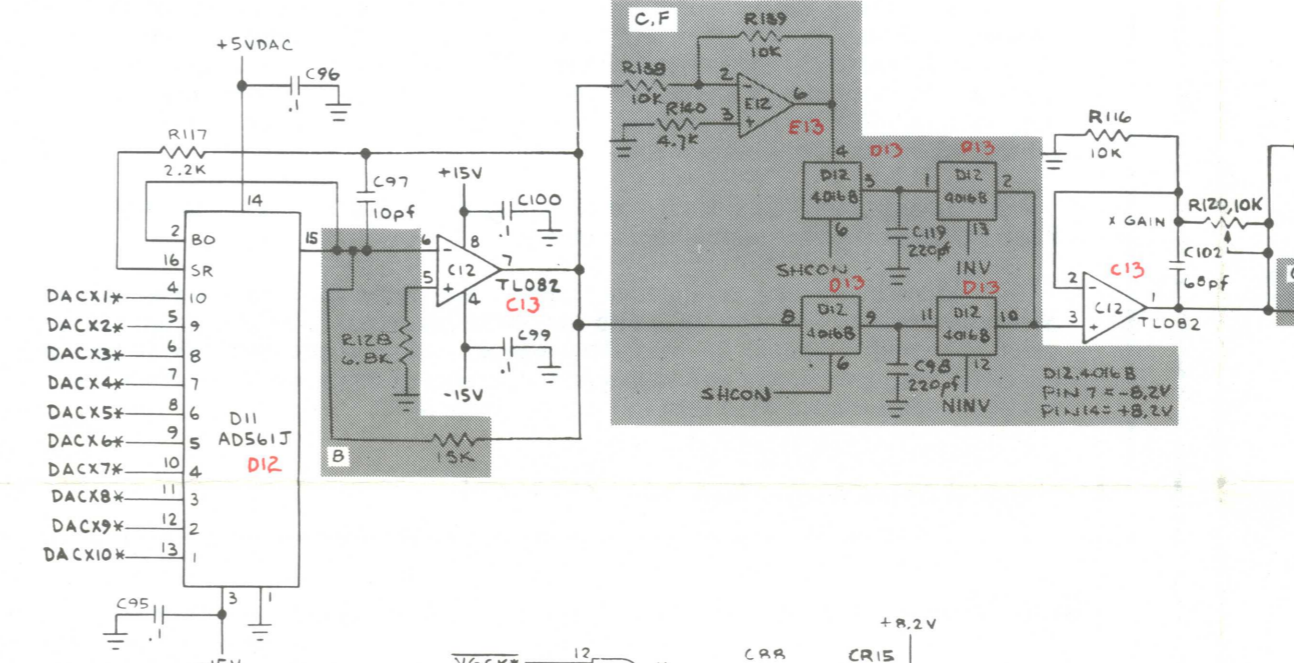 C,F
R139
10K
+5VDAC
C96
.1
R138
10K
2
6
E12
R140
3
4.7K
E13
R117
2.2K
R116
10K
4
D13
D13
+15V
C97
10pf
C100
.1
D12
4016B
3
1
D12
4016B
2
14
R120,10K
X GAIN
2
BO
15
6
8
7
C12
5
4
TL082
C13
C119
220pf
6
13
SHCON
INV
C102
68pf
16
SR
C13
2
C12
1
3
TL082
D13
D13
DACX1*
4
10
DACX2*
5
9
DACX3*
6
8
DACX4*
7
7
DACX5*
8
6
DACX6*
9
5
DACX7*
10
4
DACX8*
11
3
DACX9*
12
2
DACX10*
13
1
8
D12
4016B
9
11
D12
4016B
10
R128
6.8K
C99
.1
-15V
C98
220pf
6
12
SHCON
NINV
D12,4016B
PIN 7 = -8.2V
PIN 14 = +8.2V
D11
AD561J
D12
B
15K
C95
.1
3
1
+8.2V
12
CR8
CR15